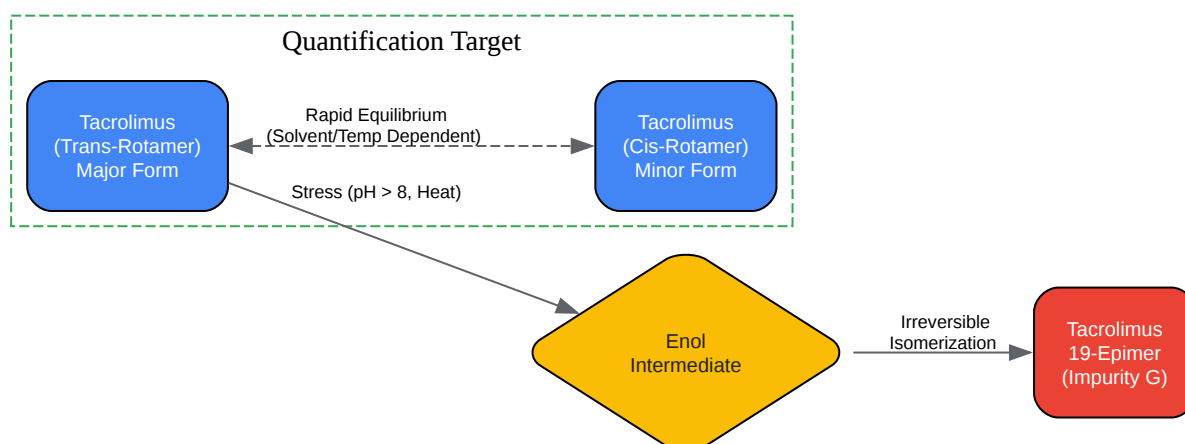 Quantification Target
Tacrolimus
(Trans-Rotamer)
Major Form
Rapid Equilibrium
(Solvent/Temp Dependent)
Tacrolimus
(Cis-Rotamer)
Minor Form
Stress (pH > 8, Heat)
Enol
Intermediate
Irreversible
Isomerization
Tacrolimus
19-Epimer
(Impurity G)